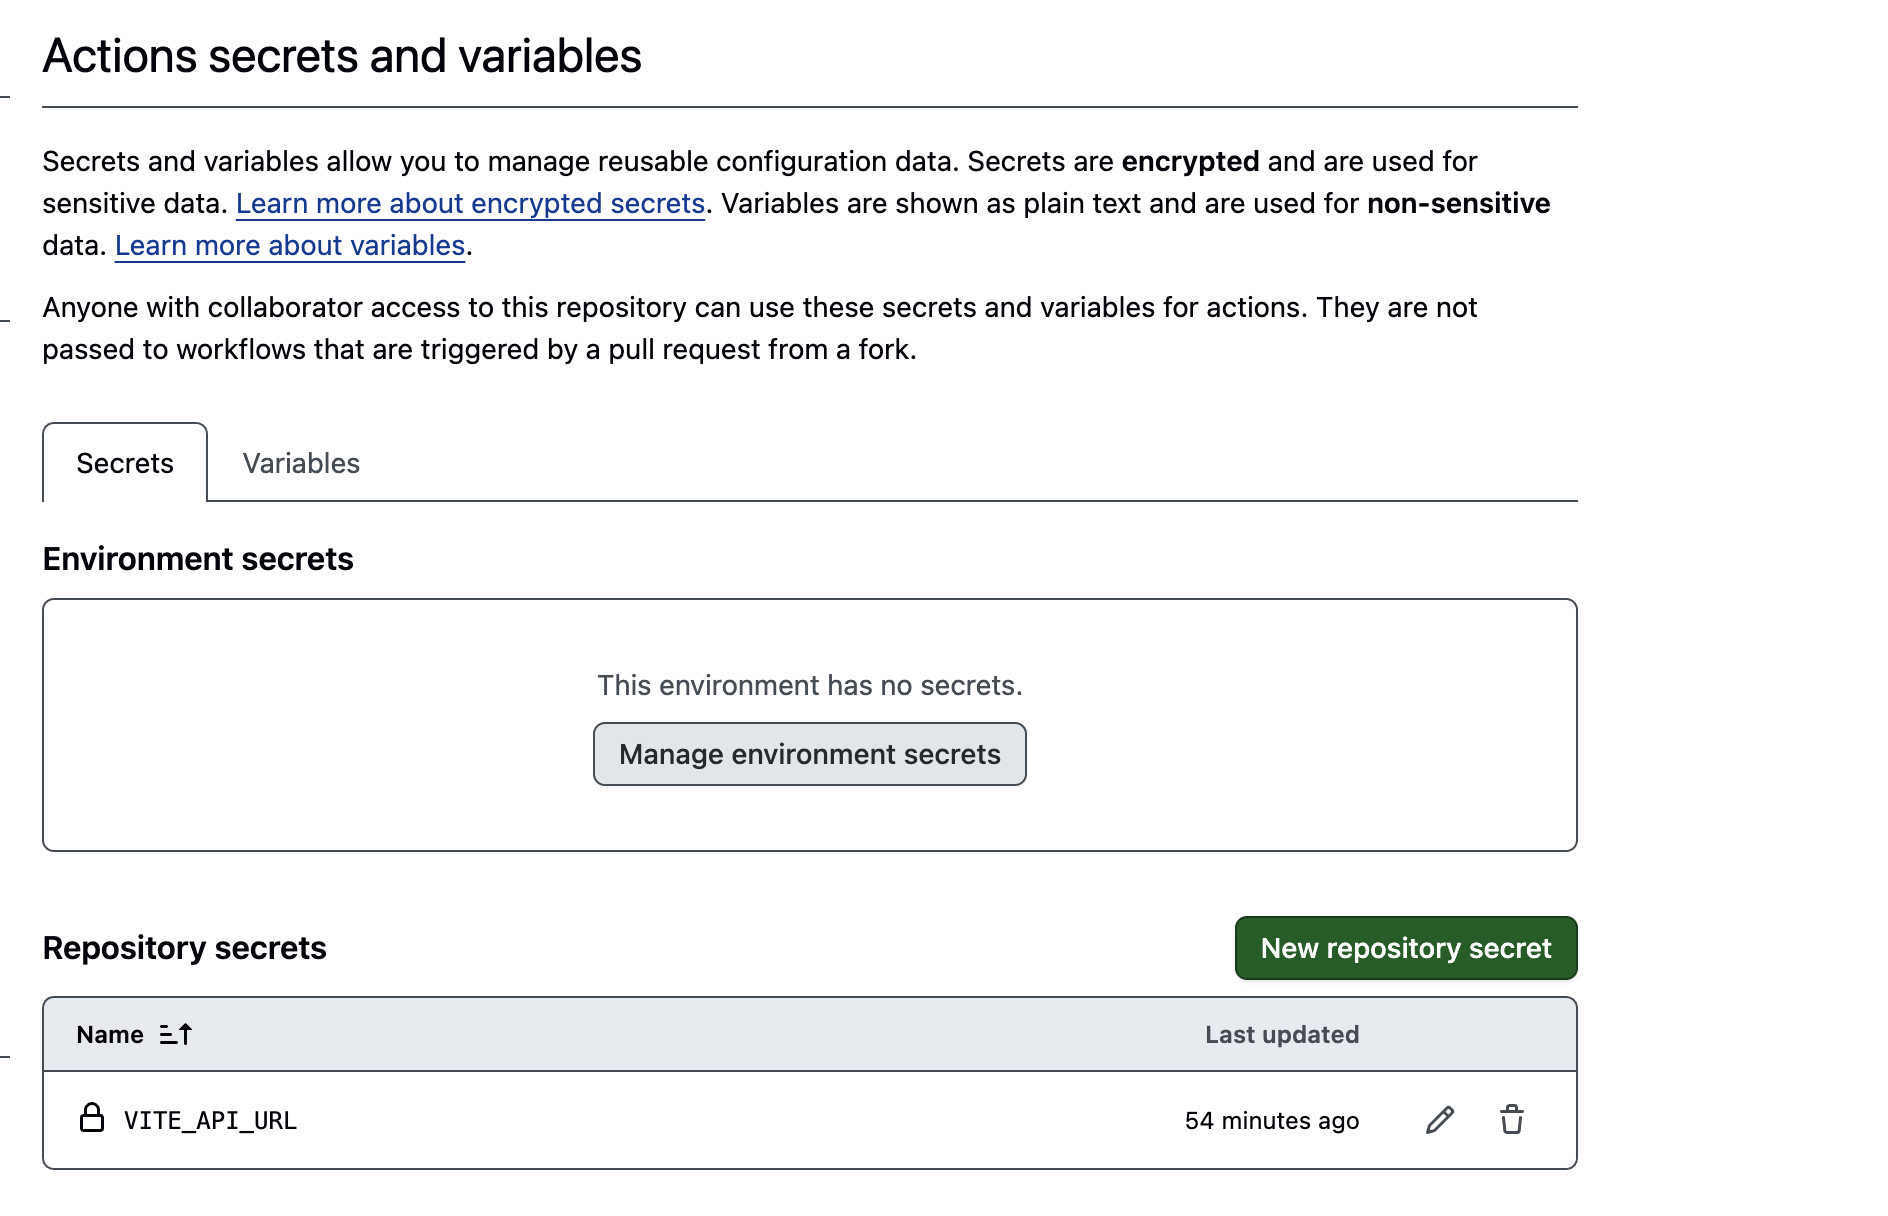 Actions secrets and variables
Secrets and variables allow you to manage reusable configuration data. Secrets are encrypted and are used for
sensitive data. Learn more about encrypted secrets. Variables are shown as plain text and are used for non-sensitive
data. Learn more about variables.
Anyone with collaborator access to this repository can use these secrets and variables for actions. They are not
passed to workflows that are triggered by a pull request from a fork.
Secrets Variables
Environment secrets
This environment has no secrets.
Manage environment secrets
Repository secrets New repository secret
Name Last updated
VITE_API_URL 54 minutes ago